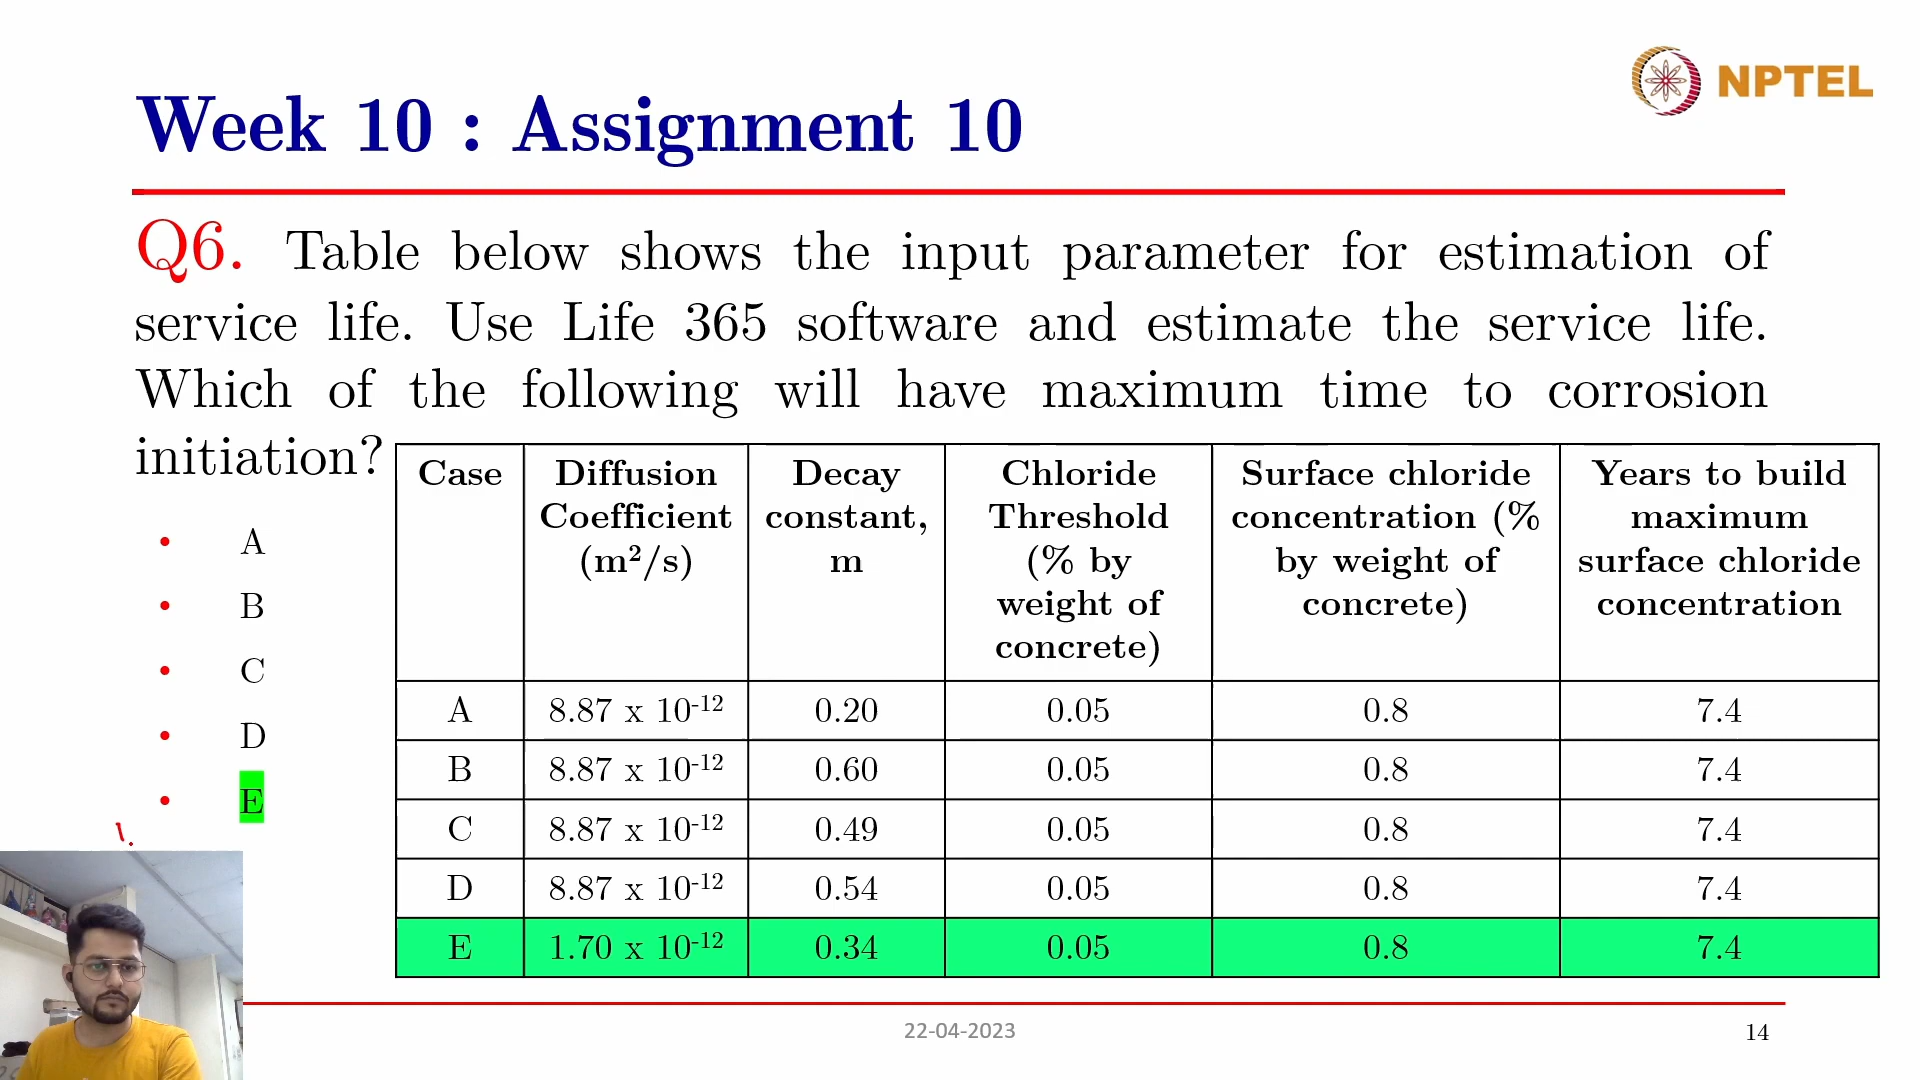 NPTEL
Week 10 : Assignment 10
Q6. Table below shows the input parameter for estimation of
service life. Use Life 365 software and estimate the service life.
Which of the following will have maximum time to corrosion
initiation?
• A
• B
• C
• D
• E
Case Diffusion Coefficient (m²/s) Decay constant, m Chloride Threshold (% by weight of concrete) Surface chloride concentration (% by weight of concrete) Years to build maximum surface chloride concentration
A 8.87 x 10⁻¹² 0.20 0.05 0.8 7.4
B 8.87 x 10⁻¹² 0.60 0.05 0.8 7.4
C 8.87 x 10⁻¹² 0.49 0.05 0.8 7.4
D 8.87 x 10⁻¹² 0.54 0.05 0.8 7.4
E 1.70 x 10⁻¹² 0.34 0.05 0.8 7.4
22-04-2023
14